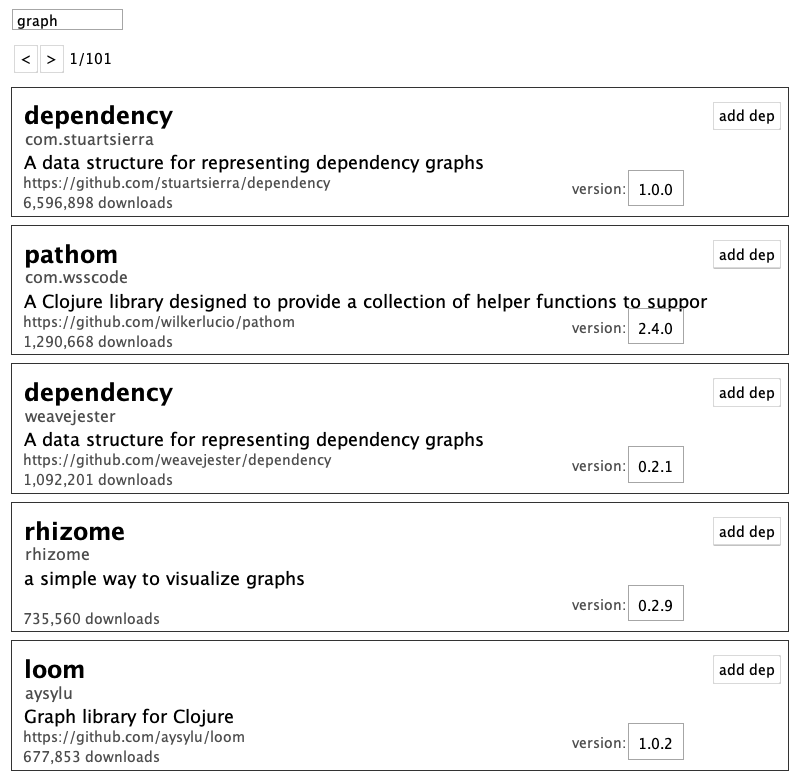 graph
< > 1/101
dependency
add dep
com.stuartsierra
A data structure for representing dependency graphs
https://github.com/stuartsierra/dependency
version: 1.0.0
6,596,898 downloads
pathom
add dep
com.wsscode
A Clojure library designed to provide a collection of helper functions to suppor
https://github.com/wilkerlucio/pathom
version: 2.4.0
1,290,668 downloads
dependency
add dep
weavejester
A data structure for representing dependency graphs
https://github.com/weavejester/dependency
version: 0.2.1
1,092,201 downloads
rhizome
add dep
rhizome
a simple way to visualize graphs
version: 0.2.9
735,560 downloads
loom
add dep
aysylu
Graph library for Clojure
https://github.com/aysylu/loom
version: 1.0.2
677,853 downloads